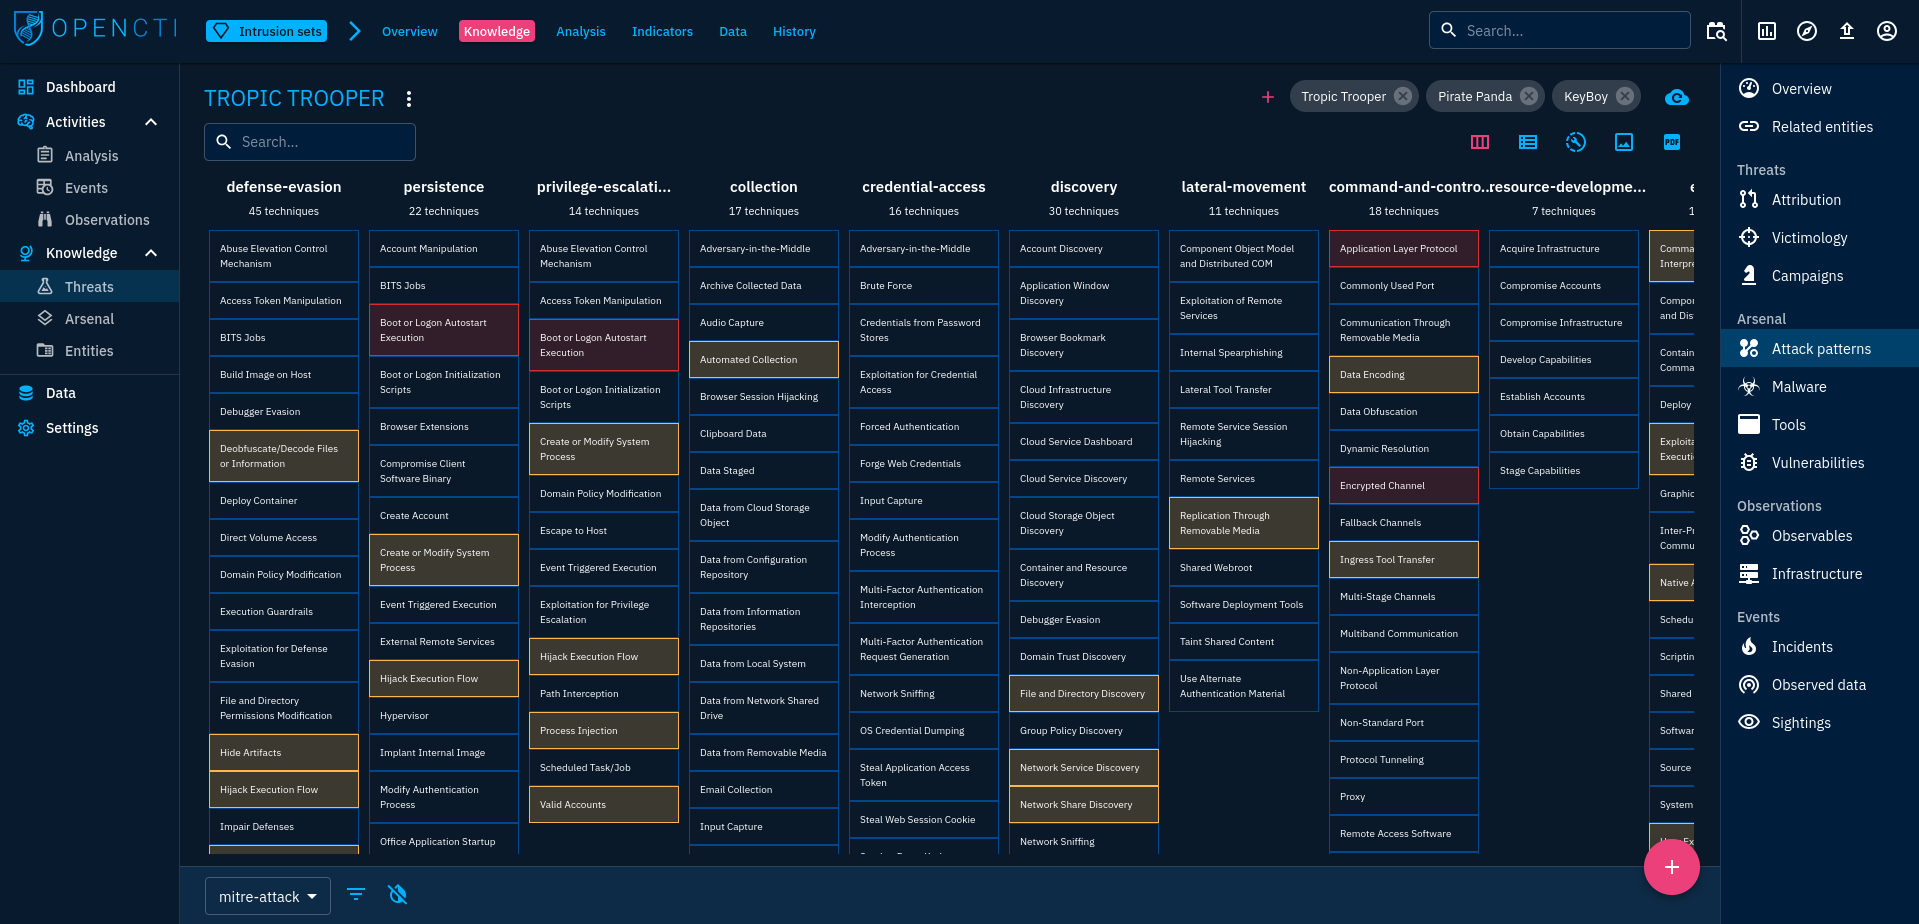 OPENCTI
Intrusion sets
Overview
Knowledge
Analysis
Indicators
Data
History
Search...
Dashboard
Activities
Analysis
Events
Observations
Knowledge
Threats
Arsenal
Entities
Data
Settings
TROPIC TROOPER
Tropic Trooper
Pirate Panda
KeyBoy
Search...
PDF
defense-evasion
45 techniques
Abuse Elevation Control
Mechanism
Access Token Manipulation
BITS Jobs
Build Image on Host
Debugger Evasion
Deobfuscate/Decode Files
or Information
Deploy Container
Direct Volume Access
Domain Policy Modification
Execution Guardrails
Exploitation for Defense
Evasion
File and Directory
Permissions Modification
Hide Artifacts
Hijack Execution Flow
Impair Defenses
persistence
22 techniques
Account Manipulation
BITS Jobs
Boot or Logon Autostart
Execution
Boot or Logon Initialization
Scripts
Browser Extensions
Compromise Client
Software Binary
Create Account
Create or Modify System
Process
Event Triggered Execution
External Remote Services
Hijack Execution Flow
Hypervisor
Implant Internal Image
Modify Authentication
Process
Office Application Startup
privilege-escalati...
14 techniques
Abuse Elevation Control
Mechanism
Access Token Manipulation
Boot or Logon Autostart
Execution
Boot or Logon Initialization
Scripts
Create or Modify System
Process
Domain Policy Modification
Escape to Host
Event Triggered Execution
Exploitation for Privilege
Escalation
Hijack Execution Flow
Path Interception
Process Injection
Scheduled Task/Job
Valid Accounts
collection
17 techniques
Adversary-in-the-Middle
Archive Collected Data
Audio Capture
Automated Collection
Browser Session Hijacking
Clipboard Data
Data Staged
Data from Cloud Storage
Object
Data from Configuration
Repository
Data from Information
Repositories
Data from Local System
Data from Network Shared
Drive
Data from Removable Media
Email Collection
Input Capture
credential-access
16 techniques
Adversary-in-the-Middle
Brute Force
Credentials from Password
Stores
Exploitation for Credential
Access
Forced Authentication
Forge Web Credentials
Input Capture
Modify Authentication
Process
Multi-Factor Authentication
Interception
Multi-Factor Authentication
Request Generation
Network Sniffing
OS Credential Dumping
Steal Application Access
Token
Steal Web Session Cookie
discovery
30 techniques
Account Discovery
Application Window
Discovery
Browser Bookmark
Discovery
Cloud Infrastructure
Discovery
Cloud Service Dashboard
Cloud Service Discovery
Cloud Storage Object
Discovery
Container and Resource
Discovery
Debugger Evasion
Domain Trust Discovery
File and Directory Discovery
Group Policy Discovery
Network Service Discovery
Network Share Discovery
Network Sniffing
lateral-movement
11 techniques
Component Object Model
and Distributed COM
Exploitation of Remote
Services
Internal Spearphishing
Lateral Tool Transfer
Remote Service Session
Hijacking
Remote Services
Replication Through
Removable Media
Shared Webroot
Software Deployment Tools
Taint Shared Content
Use Alternate
Authentication Material
command-and-contro...
18 techniques
Application Layer Protocol
Commonly Used Port
Communication Through
Removable Media
Data Encoding
Data Obfuscation
Dynamic Resolution
Encrypted Channel
Fallback Channels
Ingress Tool Transfer
Multi-Stage Channels
Multiband Communication
Non-Application Layer
Protocol
Non-Standard Port
Protocol Tunneling
Proxy
Remote Access Software
resource-developme...
7 techniques
Acquire Infrastructure
Compromise Accounts
Compromise Infrastructure
Develop Capabilities
Establish Accounts
Obtain Capabilities
Stage Capabilities
e
1
Comma
Interpre
Compor
and Dis
Contain
Comma
Deploy
Exploita
Executi
Graphic
Inter-Pr
Commu
Native A
Schedu
Scriptin
Shared
Softwar
Source
System
mitre-attack
Overview
Related entities
Threats
Attribution
Victimology
Campaigns
Arsenal
Attack patterns
Malware
Tools
Vulnerabilities
Observations
Observables
Infrastructure
Events
Incidents
Observed data
Sightings